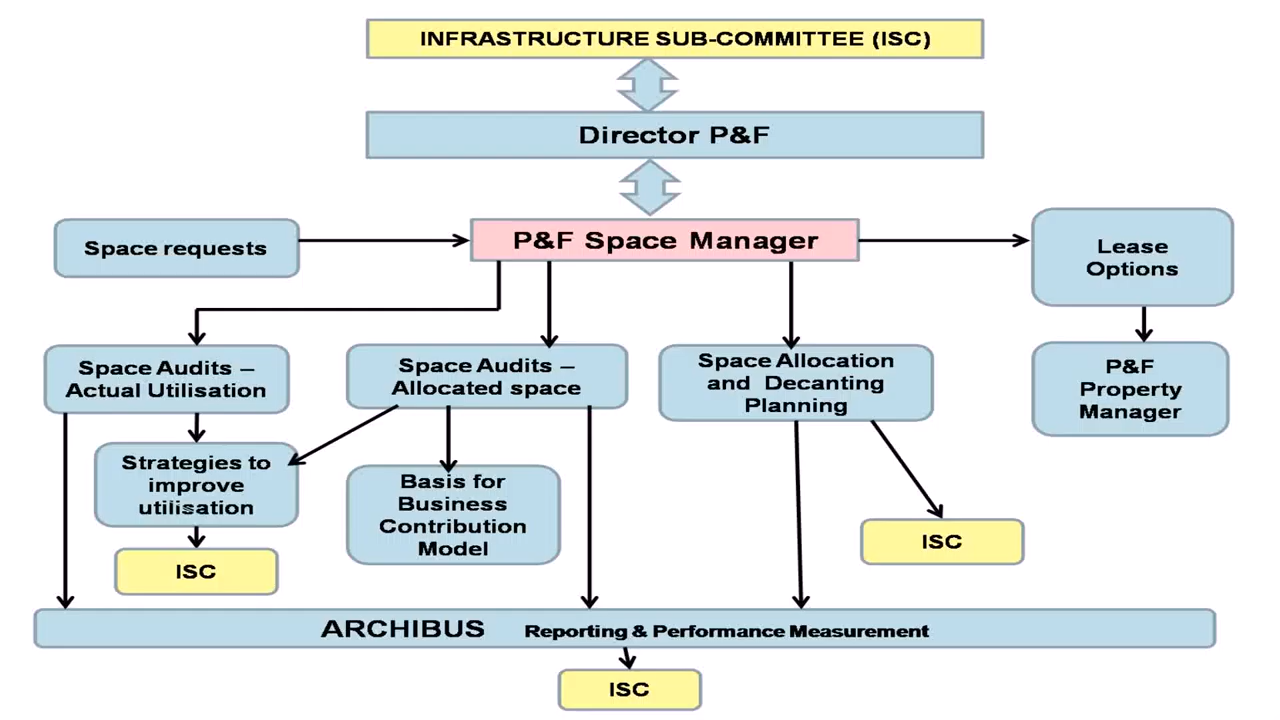 INFRASTRUCTURE SUB-COMMITTEE (ISC)
Director P&F
Space requests
P&F Space Manager
Lease
Options
Space Audits –
Actual Utilisation
Space Audits –
Allocated space
Space Allocation
and Decanting
Planning
P&F
Property
Manager
Strategies to
improve
utilisation
Basis for
Business
Contribution
Model
ISC
ISC
ARCHIBUS Reporting & Performance Measurement
ISC